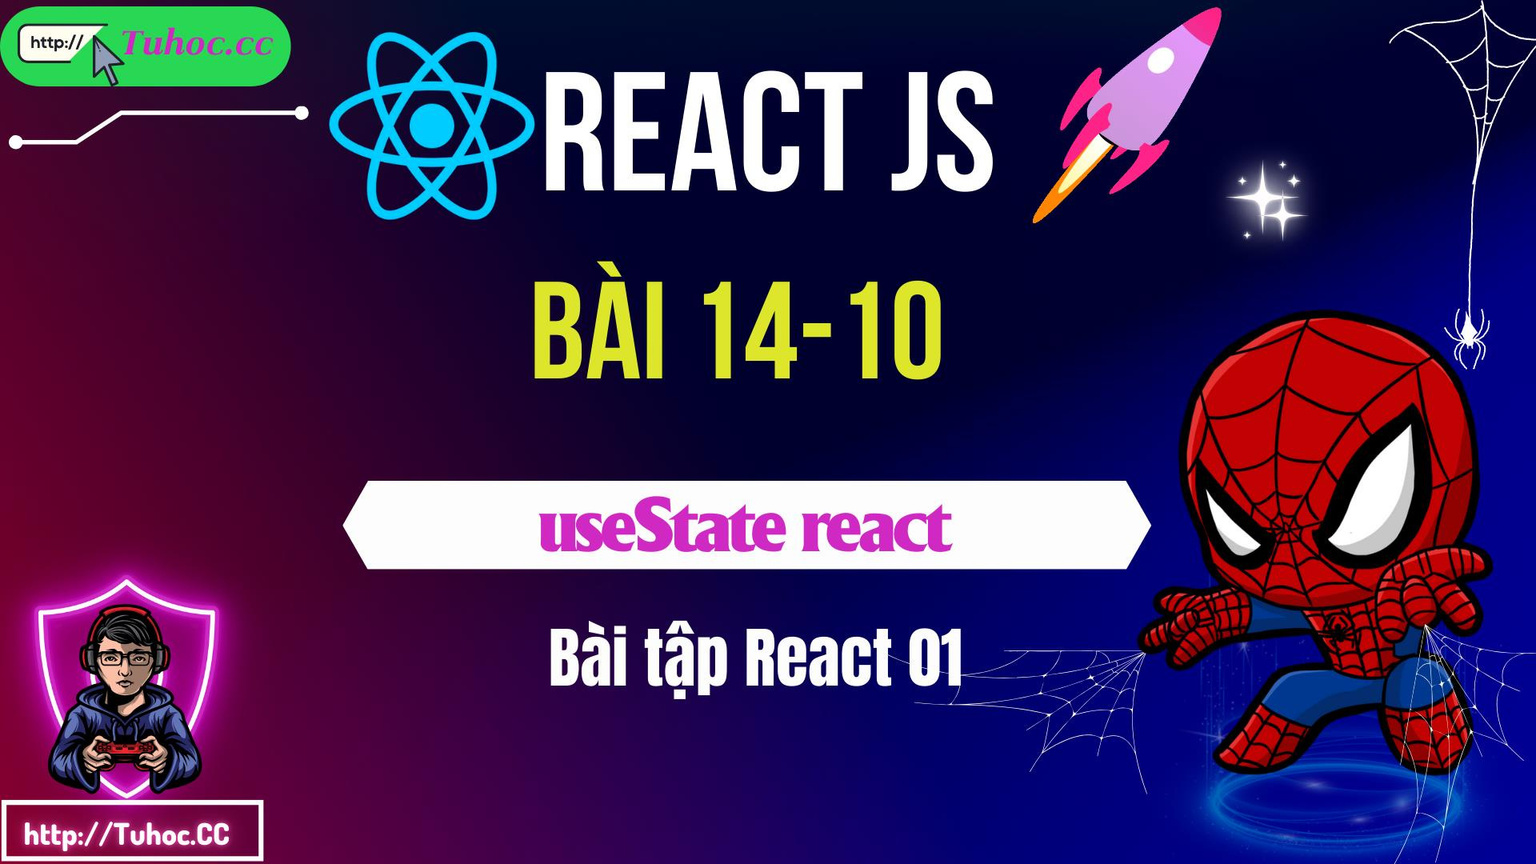 http:// Tuhoc.cc
REACT JS
BÀI 14-10
useState react
Bài tập React 01
http://Tuhoc.CC